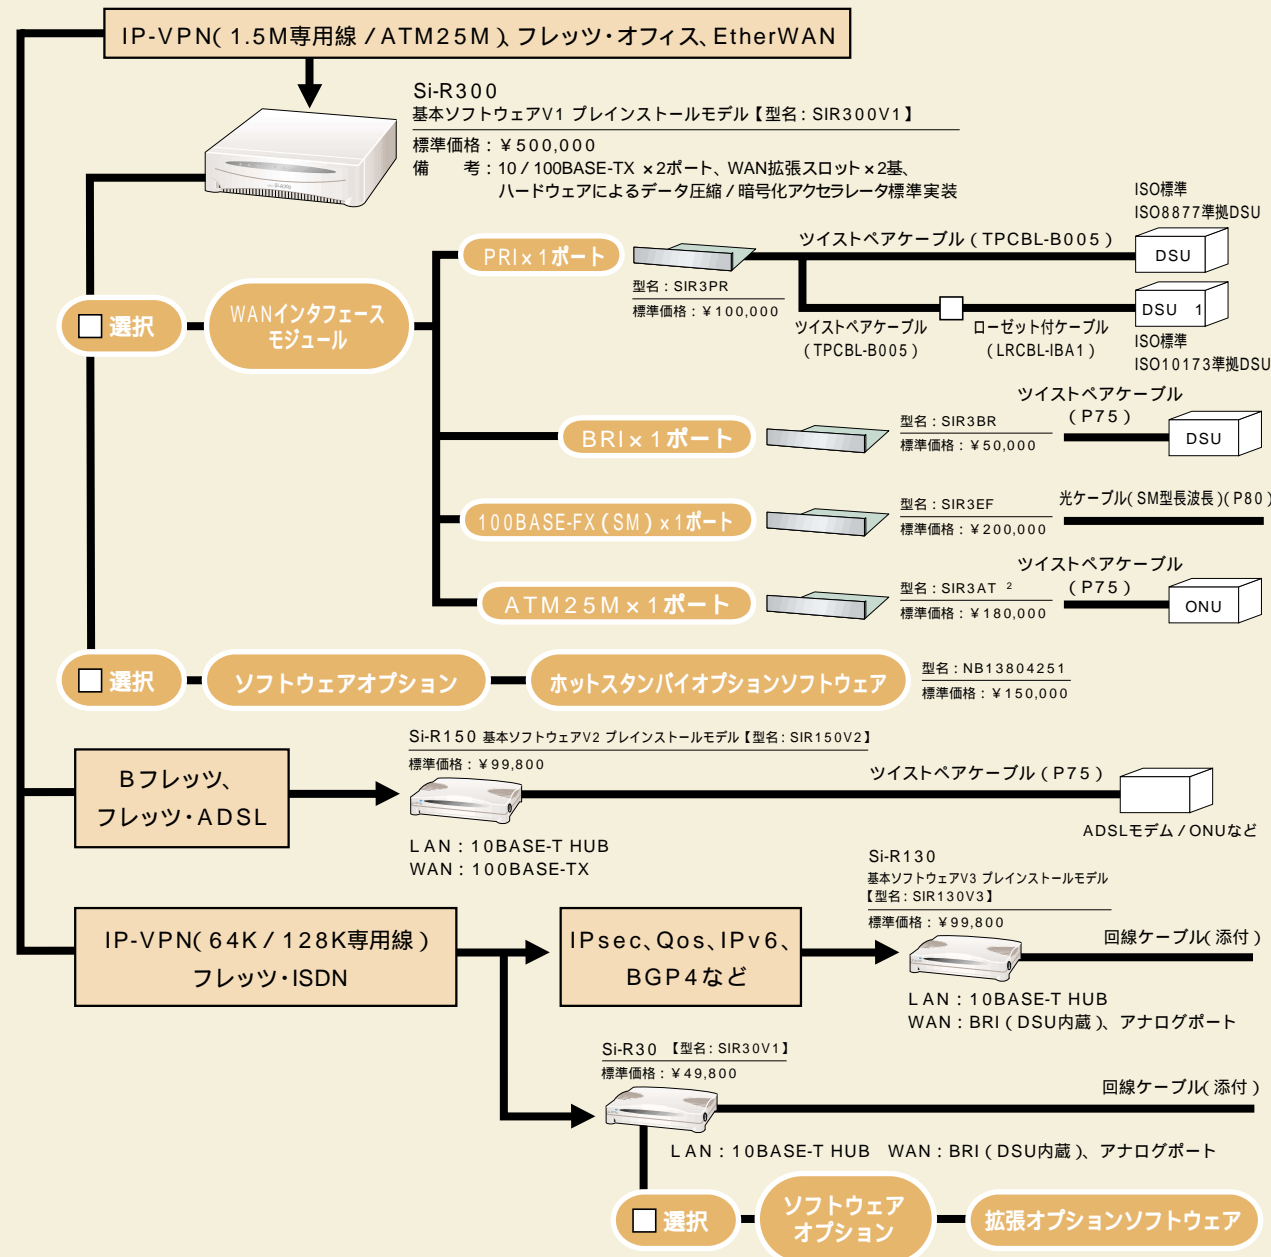 IP-VPN(1.5M専用線/ATM25M)、フレッツ・オフィス、EtherWAN
Si-R300
基本ソフトウェアV1 プレインストールモデル【型名：SIR300V1】
標準価格：￥500,000
備　考：10/100BASE-TX ×2ポート、WAN拡張スロット×2基、
ハードウェアによるデータ圧縮/暗号化アクセラレータ標準実装
ISO標準
ISO8877準拠DSU
PRI×1ポート
ツイストペアケーブル(TPCBL-B005)
DSU
型名：SIR3PR
標準価格：￥100,000
DSU 1
選択
WANインタフェース
モジュール
ツイストペアケーブル
(TPCBL-B005)
ローゼット付ケーブル
(LRCBL-IBA1)
ISO標準
ISO10173準拠DSU
BRI×1ポート
型名：SIR3BR
標準価格：￥50,000
ツイストペアケーブル
(P75)
DSU
100BASE-FX(SM)×1ポート
型名：SIR3EF
標準価格：￥200,000
光ケーブル(SM型長波長)(P80)
ATM25M×1ポート
型名：SIR3AT 2
標準価格：￥180,000
ツイストペアケーブル
(P75)
ONU
選択
ソフトウェアオプション
ホットスタンバイオプションソフトウェア
型名：NB13804251
標準価格：￥150,000
Bフレッツ、
フレッツ・ADSL
Si-R150 基本ソフトウェアV2 プレインストールモデル【型名：SIR150V2】
標準価格：￥99,800
ツイストペアケーブル(P75)
ADSLモデム/ONUなど
LAN：10BASE-T HUB
WAN：100BASE-TX
IP-VPN(64K/128K専用線)
フレッツ・ISDN
IPsec、Qos、IPv6、
BGP4など
Si-R130
基本ソフトウェアV3 プレインストールモデル
【型名：SIR130V3】
標準価格：￥99,800
回線ケーブル(添付)
LAN：10BASE-T HUB
WAN：BRI(DSU内蔵)、アナログポート
Si-R30 【型名：SIR30V1】
標準価格：￥49,800
回線ケーブル(添付)
LAN：10BASE-T HUB　WAN：BRI(DSU内蔵)、アナログポート
選択
ソフトウェア
オプション
拡張オプションソフトウェア